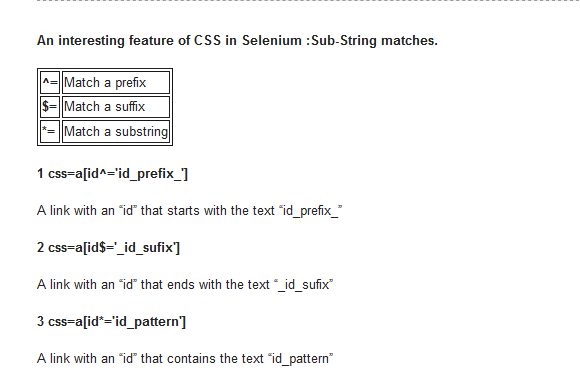 An interesting feature of CSS in Selenium :Sub-String matches.
^= Match a prefix
$= Match a suffix
*= Match a substring
1 css=a[id^='id_prefix_']
A link with an “id” that starts with the text “id_prefix_”
2 css=a[id$='_id_sufix']
A link with an “id” that ends with the text “_id_sufix”
3 css=a[id*='id_pattern']
A link with an “id” that contains the text “id_pattern”